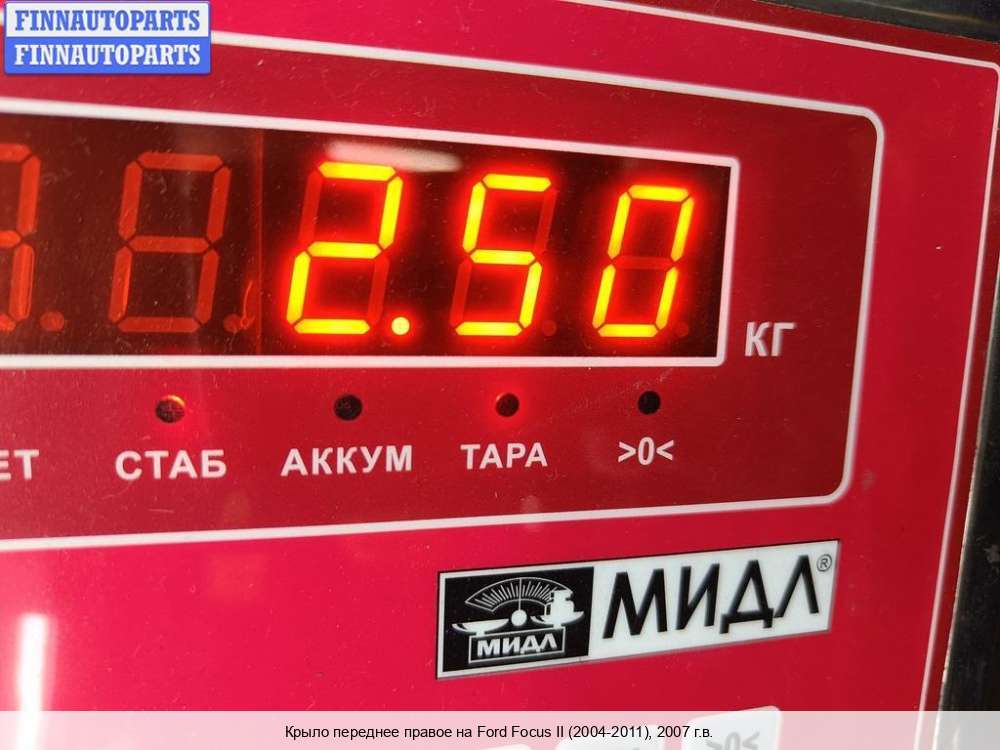 FINNAUTOPARTS
FINNAUTOPARTS
2.50
КГ
СТАБ АККУМ ТАРА >0<
МИДЛ МИДЛ®
>0<
Крыло переднее правое на Ford Focus II (2004-2011), 2007 г.в.